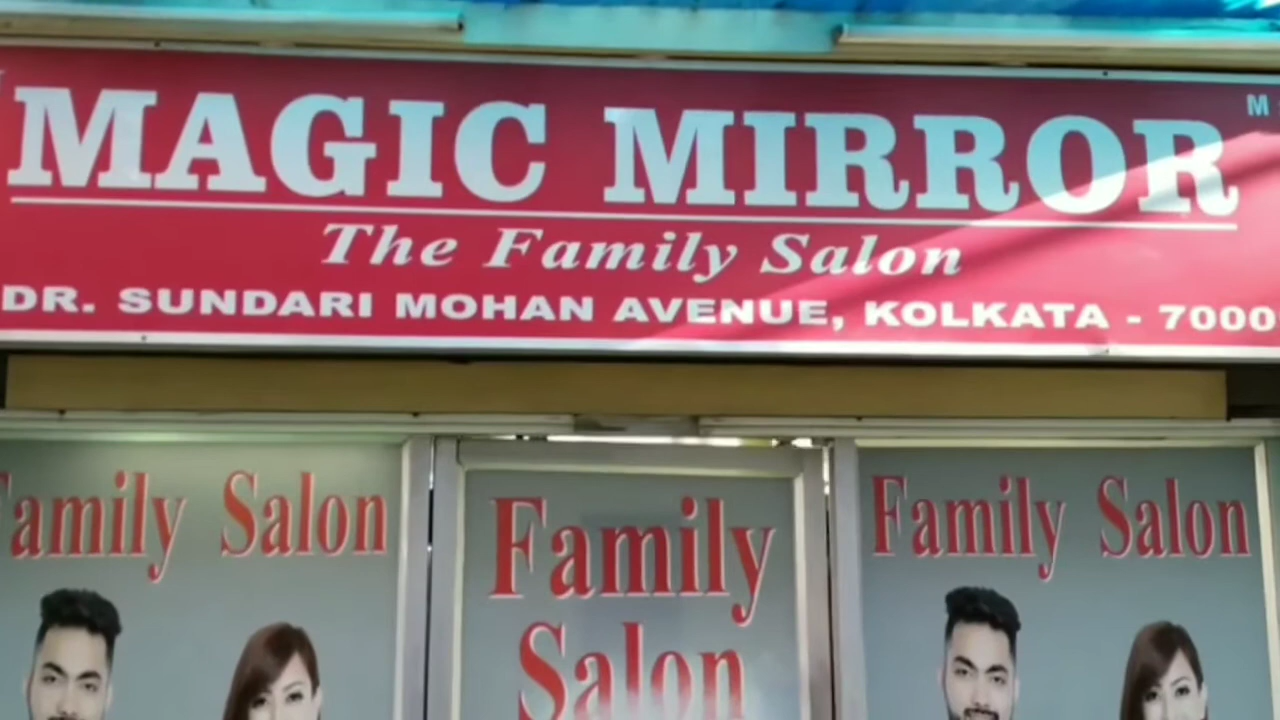 MAGIC MIRROR
The Family Salon
DR. SUNDARI MOHAN AVENUE, KOLKATA - 7000
Family Salon
Family
Salon
Family Salon